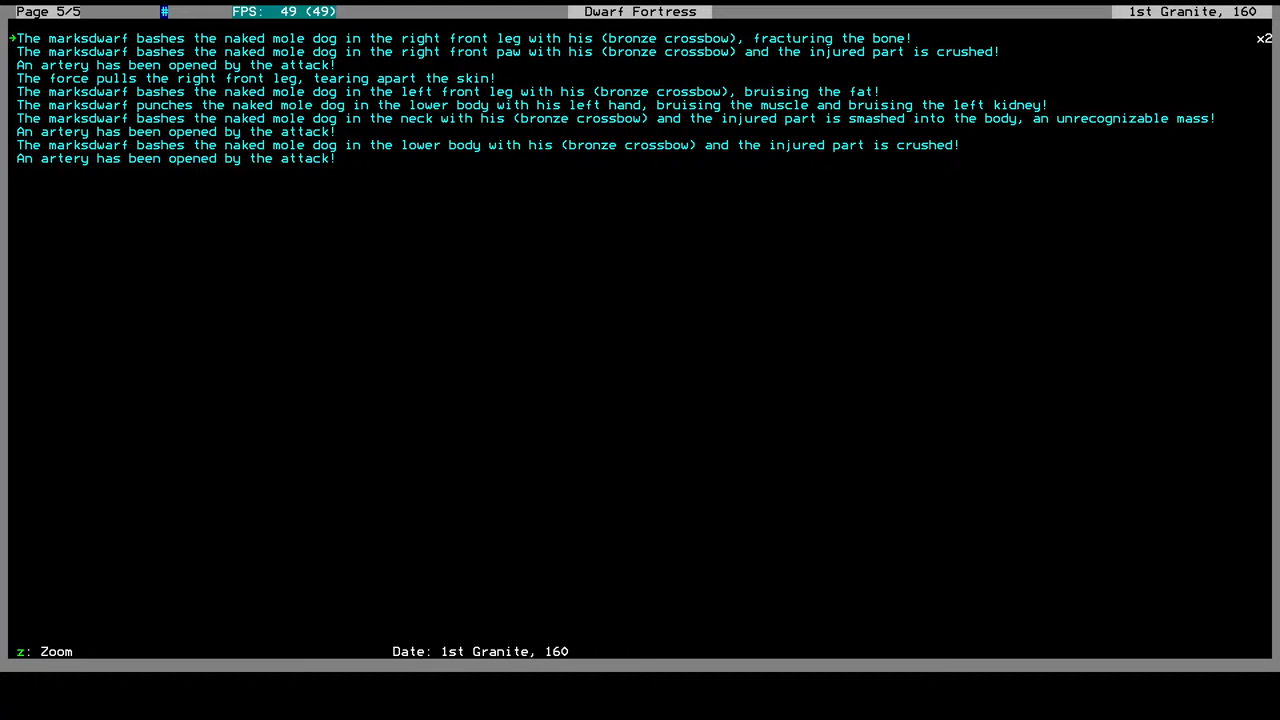 Page 5/5 # FPS: 49 (49) Dwarf Fortress 1st Granite, 160
The marksdwarf bashes the naked mole dog in the right front leg with his (bronze crossbow), fracturing the bone! x2
The marksdwarf bashes the naked mole dog in the right front paw with his (bronze crossbow) and the injured part is crushed!
An artery has been opened by the attack!
The force pulls the right front leg, tearing apart the skin!
The marksdwarf bashes the naked mole dog in the left front leg with his (bronze crossbow), bruising the fat!
The marksdwarf punches the naked mole dog in the lower body with his left hand, bruising the muscle and bruising the left kidney!
The marksdwarf bashes the naked mole dog in the neck with his (bronze crossbow) and the injured part is smashed into the body, an unrecognizable mass!
An artery has been opened by the attack!
The marksdwarf bashes the naked mole dog in the lower body with his (bronze crossbow) and the injured part is crushed!
An artery has been opened by the attack!
z: Zoom Date: 1st Granite, 160